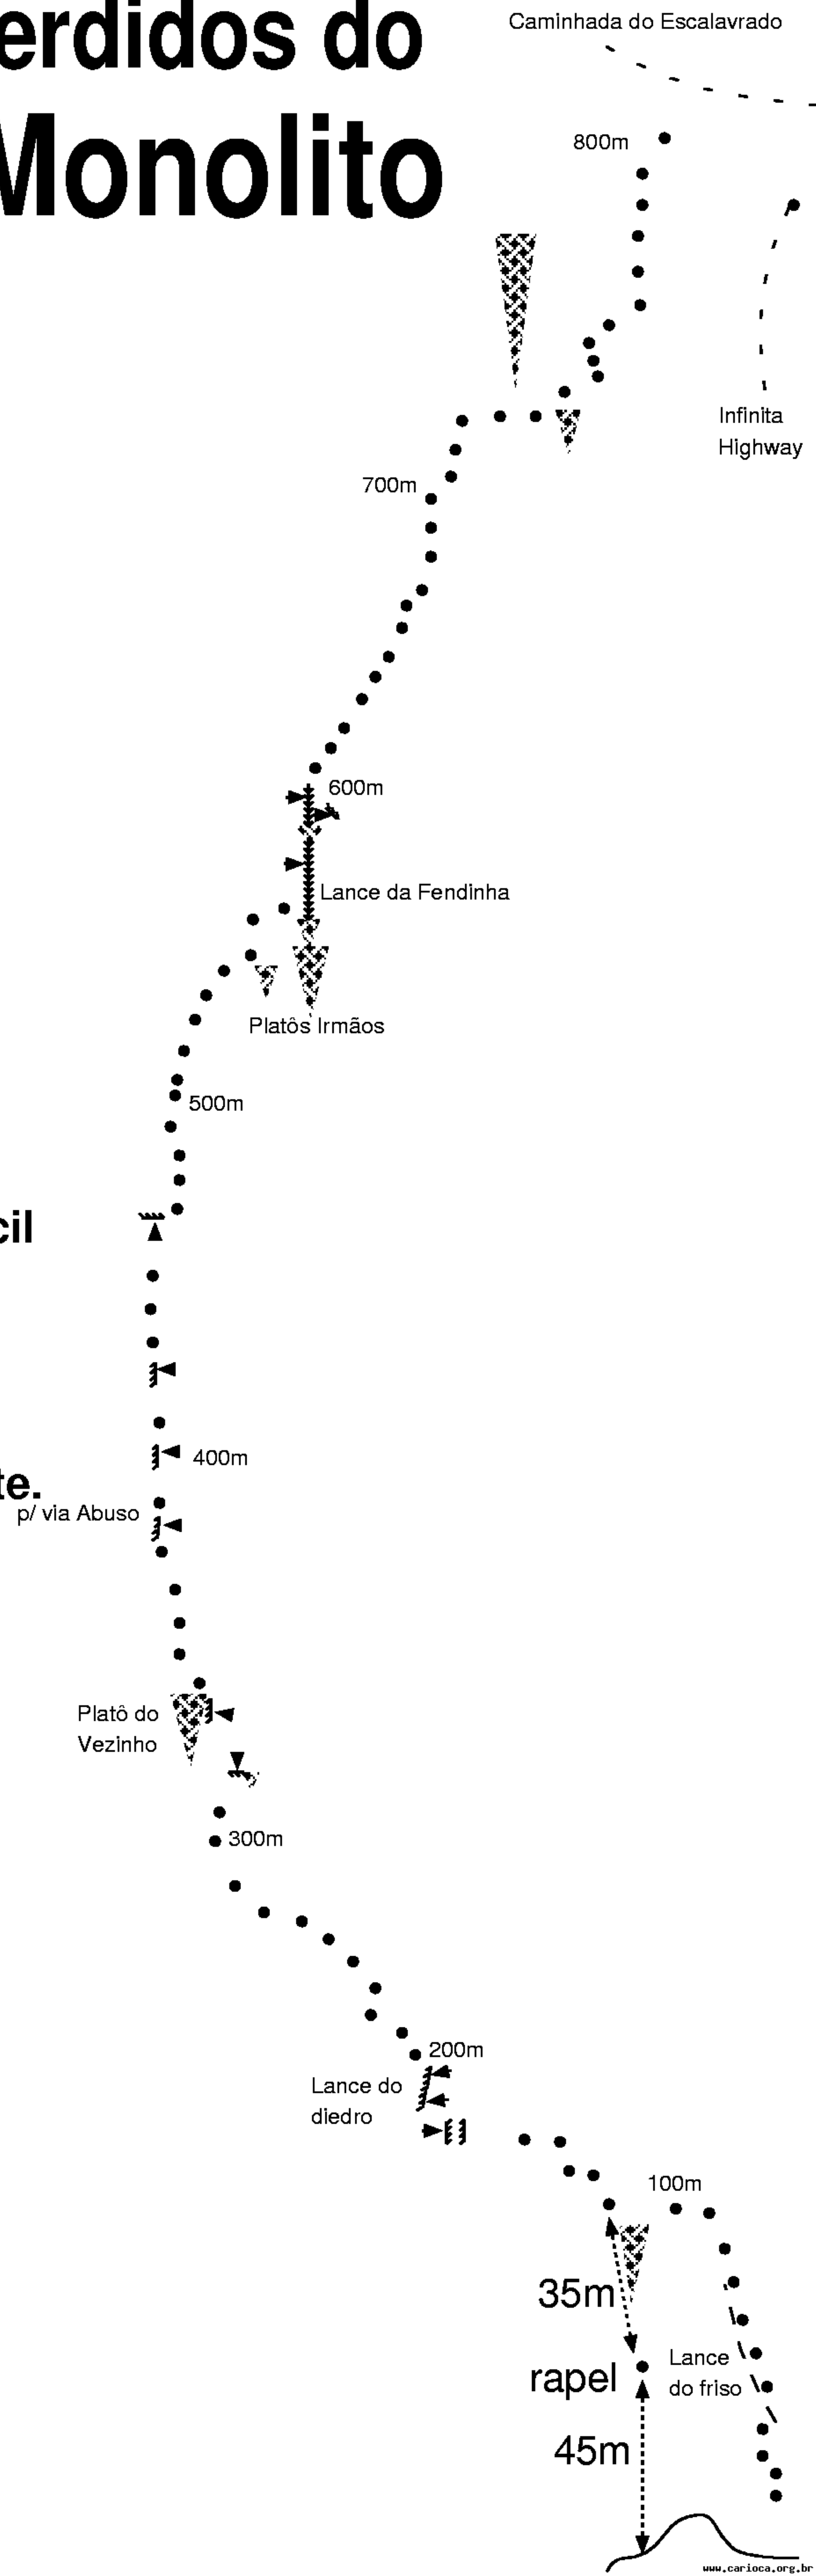 erdidos do
Monolito
Caminhada do Escalavrado
800m
Infinita
Highway
700m
600m
Lance da Fendinha
Platôs Irmãos
500m
cil
400m
te.
p/ via Abuso
Platô do
Vezinho
300m
200m
Lance do
diedro
100m
35m
rapel
Lance
do friso
45m
www.carioca.org.br